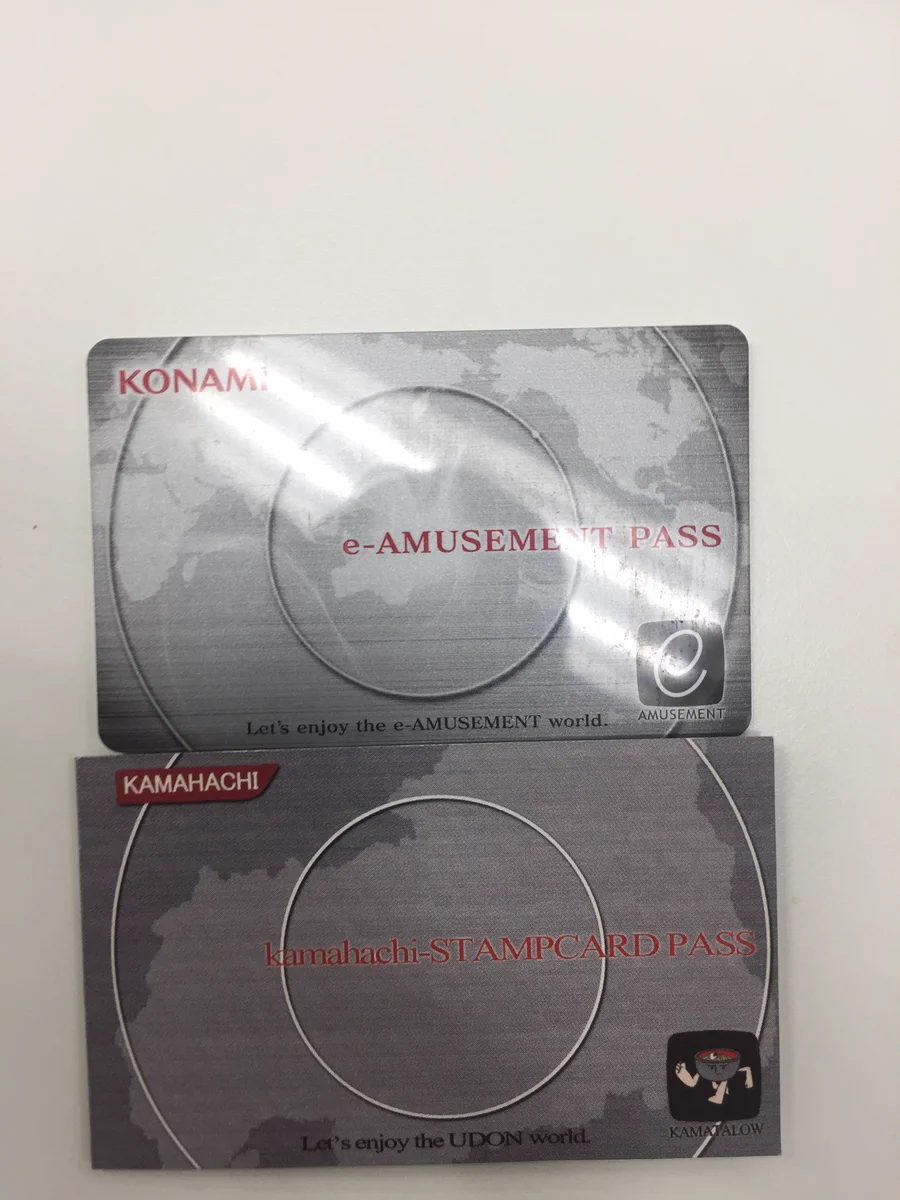 KONAMI
e-AMUSEMENT PASS
e
AMUSEMENT
Let's enjoy the e-AMUSEMENT world.
KAMAHACHI
kamahachi-STAMPCARD PASS
KAMATALOW
Let's enjoy the UDON world.